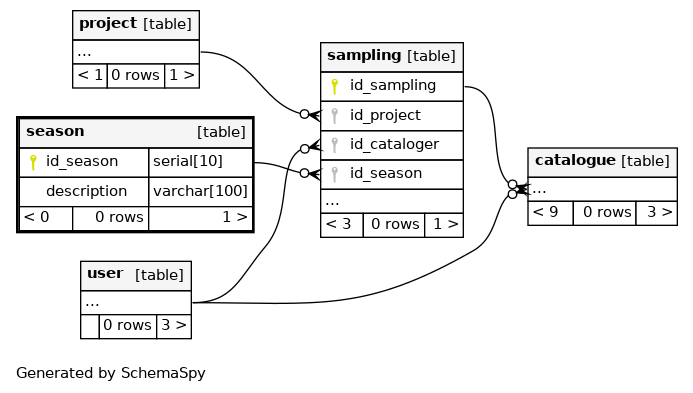 project [table]
...
< 1 0 rows 1 >
season [table]
id_season serial[10]
description varchar[100]
< 0 0 rows 1 >
user [table]
...
0 rows 3 >
sampling [table]
id_sampling
id_project
id_cataloger
id_season
...
< 3 0 rows 1 >
catalogue [table]
...
< 9 0 rows 3 >
Generated by SchemaSpy